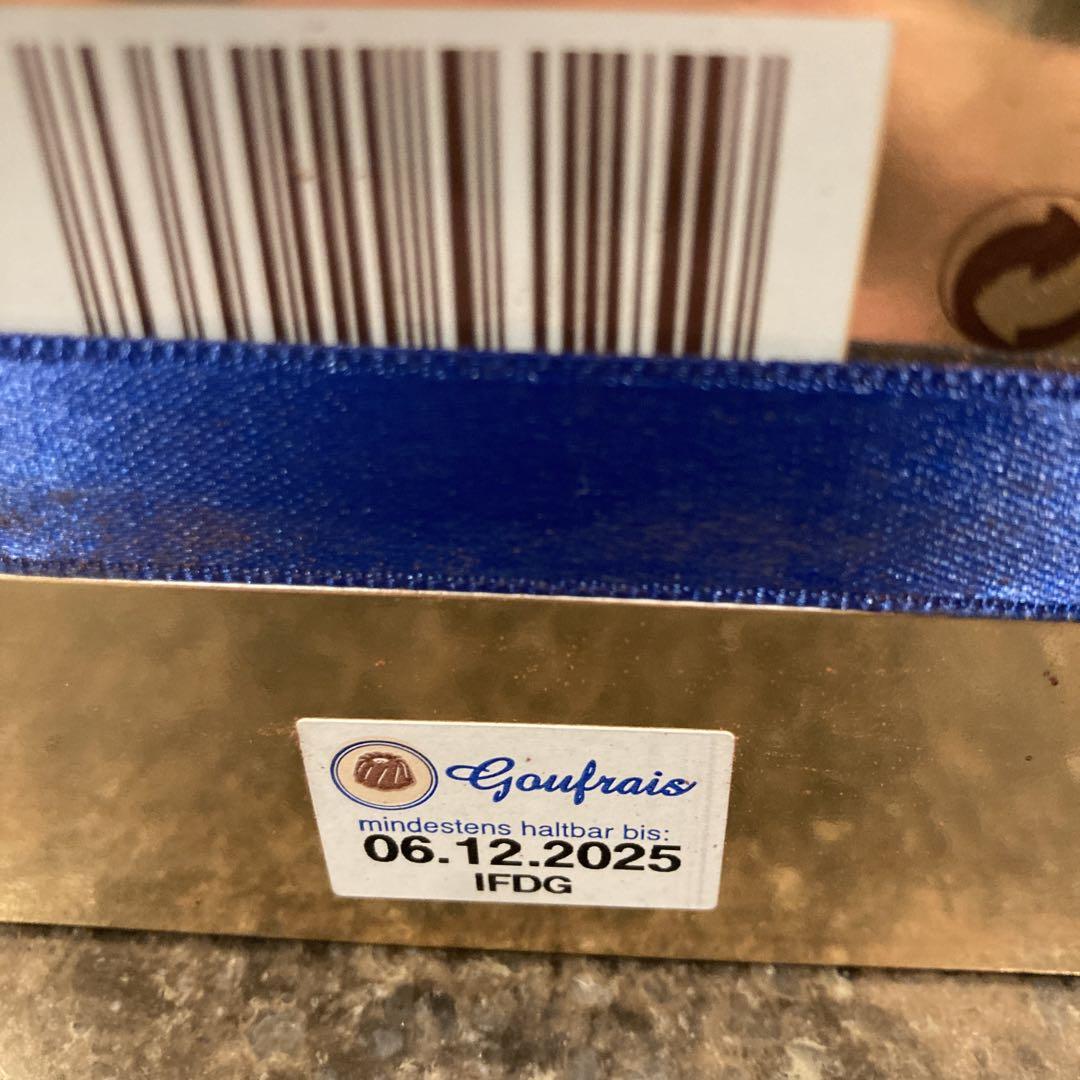 Goufrais
mindestens haltbar bis:
06.12.2025
IFDG